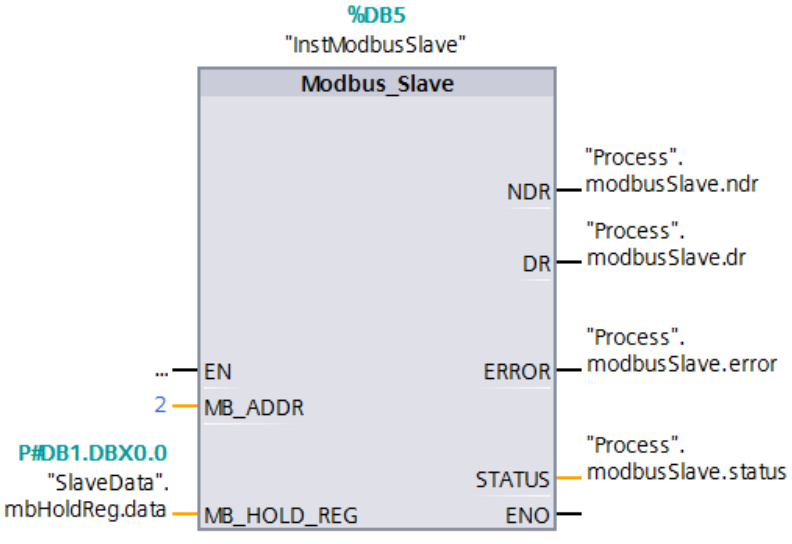 %DB5
"InstModbusSlave"
Modbus_Slave
"Process".
NDR modbusSlave.ndr
"Process".
DR modbusSlave.dr
"Process".
... EN ERROR modbusSlave.error
2 MB_ADDR
P#DB1.DBX0.0
"Process".
"SlaveData".
STATUS modbusSlave.status
mbHoldReg.data MB_HOLD_REG ENO